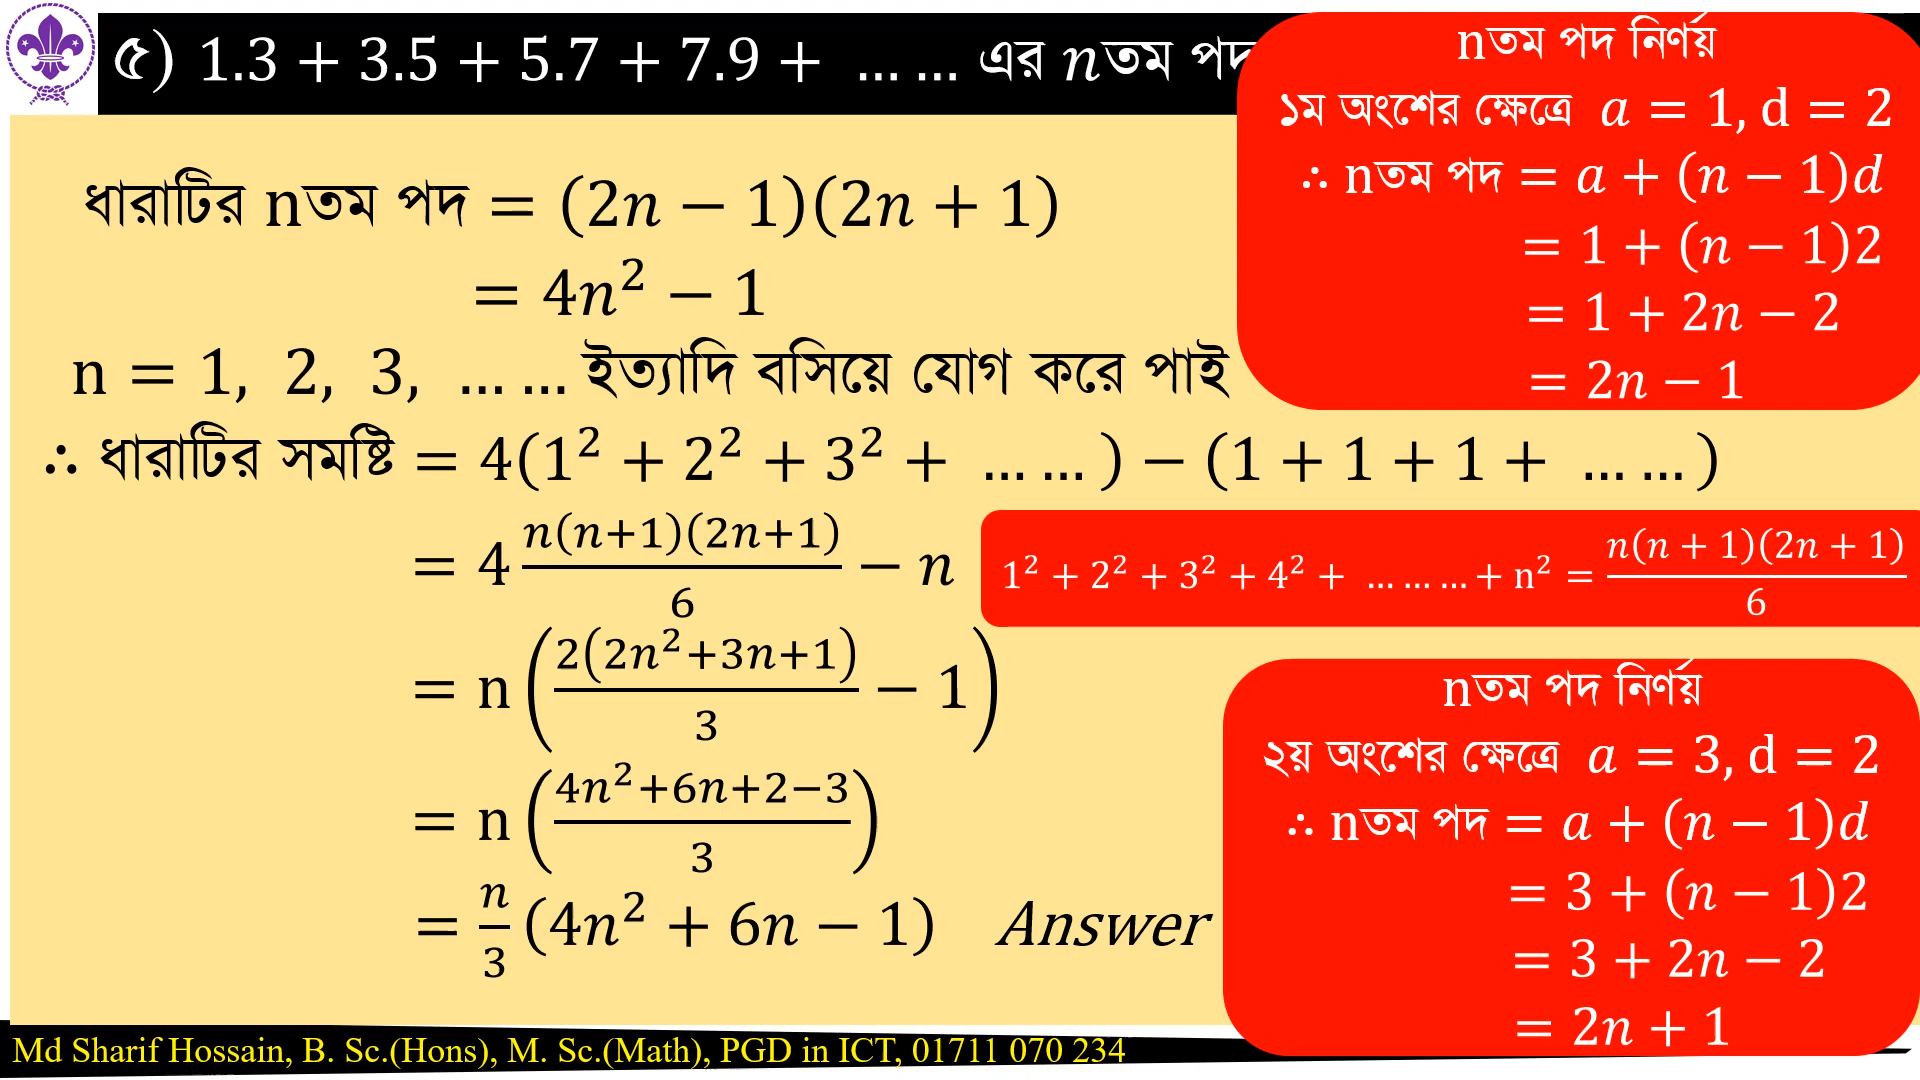 ৫) 1.3 + 3.5 + 5.7 + 7.9 + … … এর nতম পদ
nতম পদ নির্ণয়
১ম অংশের ক্ষেত্রে a = 1, d = 2
∴ nতম পদ = a + (n − 1)d
= 1 + (n − 1)2
= 1 + 2n − 2
= 2n − 1
ধারাটির nতম পদ = (2n − 1)(2n + 1)
= 4n² − 1
n = 1, 2, 3, … … ইত্যাদি বসিয়ে যোগ করে পাই
∴ ধারাটির সমষ্টি = 4(1² + 2² + 3² + … … ) − (1 + 1 + 1 + … … )
= 4 n(n+1)(2n+1)/6 − n
1² + 2² + 3² + 4² + … … … + n² = n(n + 1)(2n + 1)/6
= n(2(2n²+3n+1)/3 − 1)
= n(4n²+6n+2−3/3)
= n/3 (4n² + 6n − 1) Answer
nতম পদ নির্ণয়
২য় অংশের ক্ষেত্রে a = 3, d = 2
∴ nতম পদ = a + (n − 1)d
= 3 + (n − 1)2
= 3 + 2n − 2
= 2n + 1
Md Sharif Hossain, B. Sc.(Hons), M. Sc.(Math), PGD in ICT, 01711 070 234